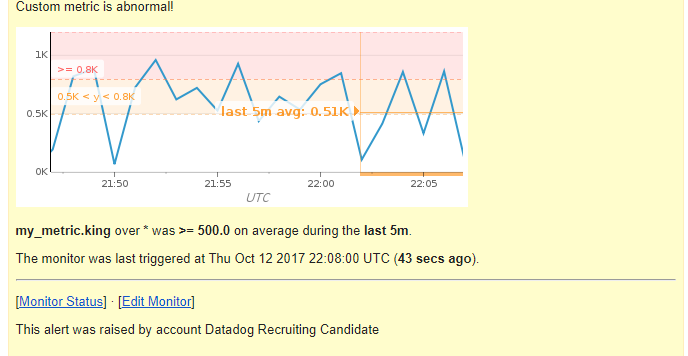 Custom metric is abnormal!
1K
>= 0.8K
0.5K < y < 0.8K
0.5K
last 5m avg: 0.51K
0K
21:50 21:55 22:00 22:05
UTC
my_metric.king over * was >= 500.0 on average during the last 5m.
The monitor was last triggered at Thu Oct 12 2017 22:08:00 UTC (43 secs ago).
[Monitor Status] · [Edit Monitor]
This alert was raised by account Datadog Recruiting Candidate